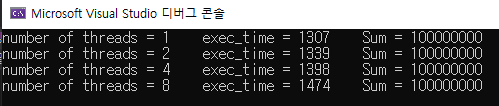 Microsoft Visual Studio 디버그 콘솔
number of threads = 1 exec_time = 1307 Sum = 100000000
number of threads = 2 exec_time = 1339 Sum = 100000000
number of threads = 4 exec_time = 1398 Sum = 100000000
number of threads = 8 exec_time = 1474 Sum = 100000000